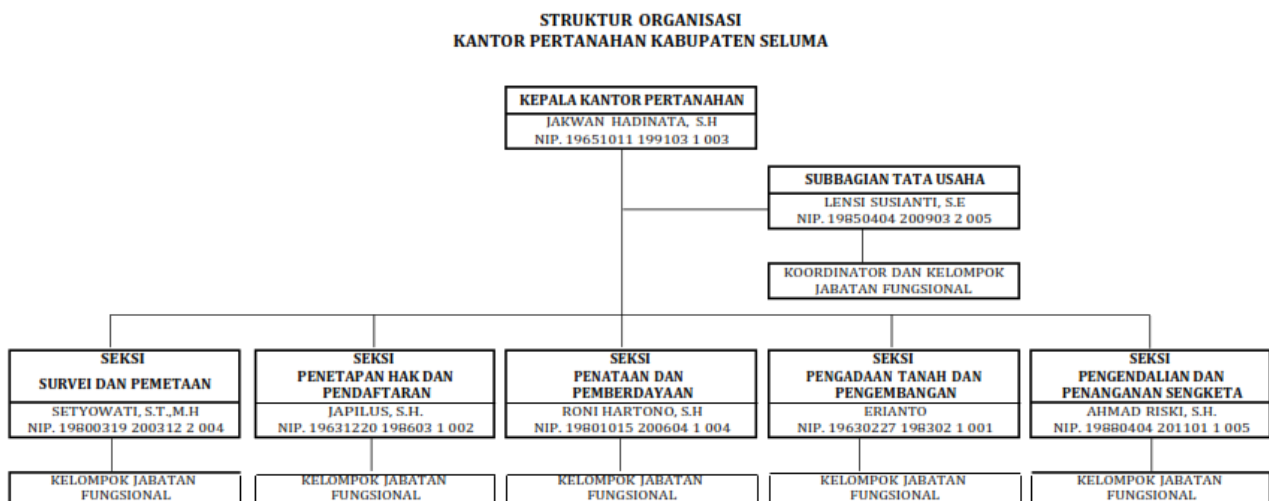 STRUKTUR ORGANISASI
KANTOR PERTANAHAN KABUPATEN SELUMA
KEPALA KANTOR PERTANAHAN
JAKWAN HADINATA, S.H
NIP. 19651011 199103 1 003
SUBBAGIAN TATA USAHA
LENSI SUSIANTI, S.E
NIP. 19850404 200903 2 005
KOORDINATOR DAN KELOMPOK
JABATAN FUNGSIONAL
SEKSI
SURVEI DAN PEMETAAN
SETYOWATI, S.T.,M.H
NIP. 19800319 200312 2 004
KELOMPOK JABATAN
FUNGSIONAL
SEKSI
PENETAPAN HAK DAN
PENDAFTARAN
JAPILUS, S.H.
NIP. 19631220 198603 1 002
KELOMPOK JABATAN
FUNGSIONAL
SEKSI
PENATAAN DAN
PEMBERDAYAAN
RONI HARTONO, S.H
NIP. 19801015 200604 1 004
KELOMPOK JABATAN
FUNGSIONAL
SEKSI
PENGADAAN TANAH DAN
PENGEMBANGAN
ERIANTO
NIP. 19630227 198302 1 001
KELOMPOK JABATAN
FUNGSIONAL
SEKSI
PENGENDALIAN DAN
PENANGANAN SENGKETA
AHMAD RISKI, S.H.
NIP. 19880404 201101 1 005
KELOMPOK JABATAN
FUNGSIONAL